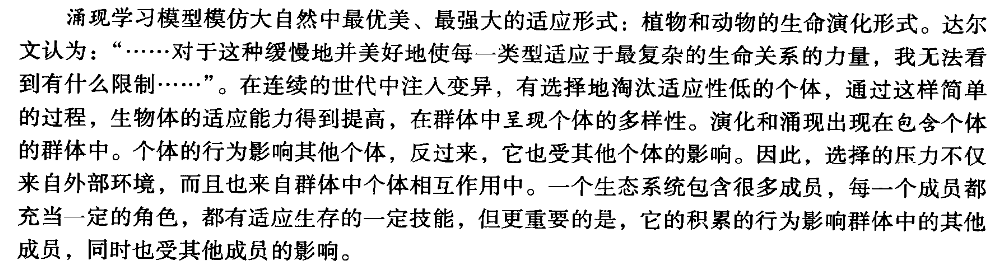 涌现学习模型模仿大自然中最优美、最强大的适应形式：植物和动物的生命演化形式。达尔
文认为：“……对于这种缓慢地并美好地使每一类型适应于最复杂的生命关系的力量，我无法看
到有什么限制……”。在连续的世代中注入变异，有选择地淘汰适应性低的个体，通过这样简单
的过程，生物体的适应能力得到提高，在群体中呈现个体的多样性。演化和涌现出现在包含个体
的群体中。个体的行为影响其他个体，反过来，它也受其他个体的影响。因此，选择的压力不仅
来自外部环境，而且也来自群体中个体相互作用中。一个生态系统包含很多成员，每一个成员都
充当一定的角色，都有适应生存的一定技能，但更重要的是，它的积累的行为影响群体中的其他
成员，同时也受其他成员的影响。